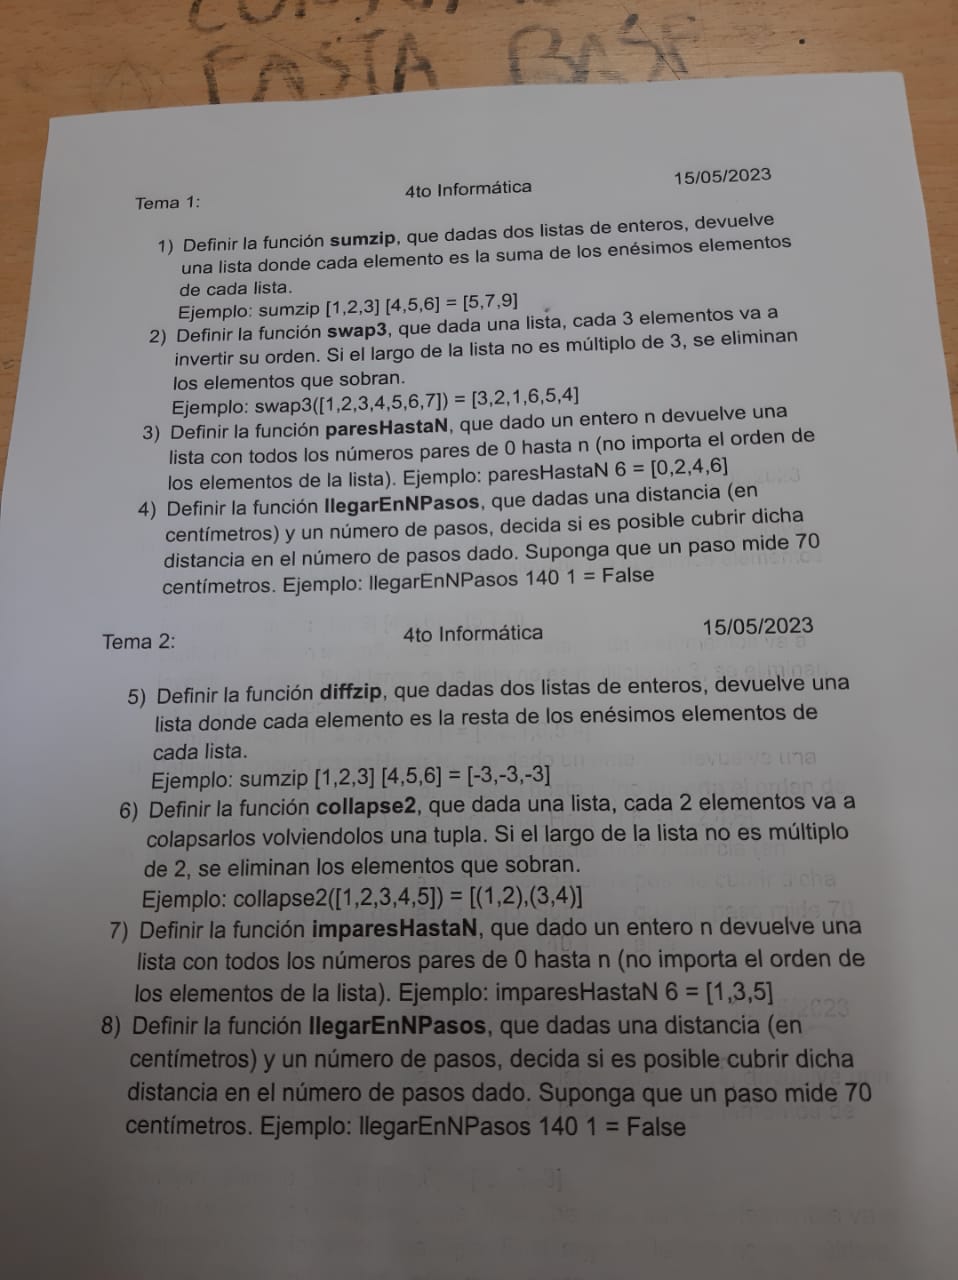 FASTA BASE
Tema 1: 4to Informática 15/05/2023
1) Definir la función sumzip, que dadas dos listas de enteros, devuelve
una lista donde cada elemento es la suma de los enésimos elementos
de cada lista.
Ejemplo: sumzip [1,2,3] [4,5,6] = [5,7,9]
2) Definir la función swap3, que dada una lista, cada 3 elementos va a
invertir su orden. Si el largo de la lista no es múltiplo de 3, se eliminan
los elementos que sobran.
Ejemplo: swap3([1,2,3,4,5,6,7]) = [3,2,1,6,5,4]
3) Definir la función paresHastaN, que dado un entero n devuelve una
lista con todos los números pares de 0 hasta n (no importa el orden de
los elementos de la lista). Ejemplo: paresHastaN 6 = [0,2,4,6]
4) Definir la función llegarEnNPasos, que dadas una distancia (en
centímetros) y un número de pasos, decida si es posible cubrir dicha
distancia en el número de pasos dado. Suponga que un paso mide 70
centímetros. Ejemplo: llegarEnNPasos 140 1 = False
Tema 2: 4to Informática 15/05/2023
5) Definir la función diffzip, que dadas dos listas de enteros, devuelve una
lista donde cada elemento es la resta de los enésimos elementos de
cada lista.
Ejemplo: sumzip [1,2,3] [4,5,6] = [-3,-3,-3]
6) Definir la función collapse2, que dada una lista, cada 2 elementos va a
colapsarlos volviendolos una tupla. Si el largo de la lista no es múltiplo
de 2, se eliminan los elementos que sobran.
Ejemplo: collapse2([1,2,3,4,5]) = [(1,2),(3,4)]
7) Definir la función imparesHastaN, que dado un entero n devuelve una
lista con todos los números pares de 0 hasta n (no importa el orden de
los elementos de la lista). Ejemplo: imparesHastaN 6 = [1,3,5]
8) Definir la función llegarEnNPasos, que dadas una distancia (en
centímetros) y un número de pasos, decida si es posible cubrir dicha
distancia en el número de pasos dado. Suponga que un paso mide 70
centímetros. Ejemplo: llegarEnNPasos 140 1 = False